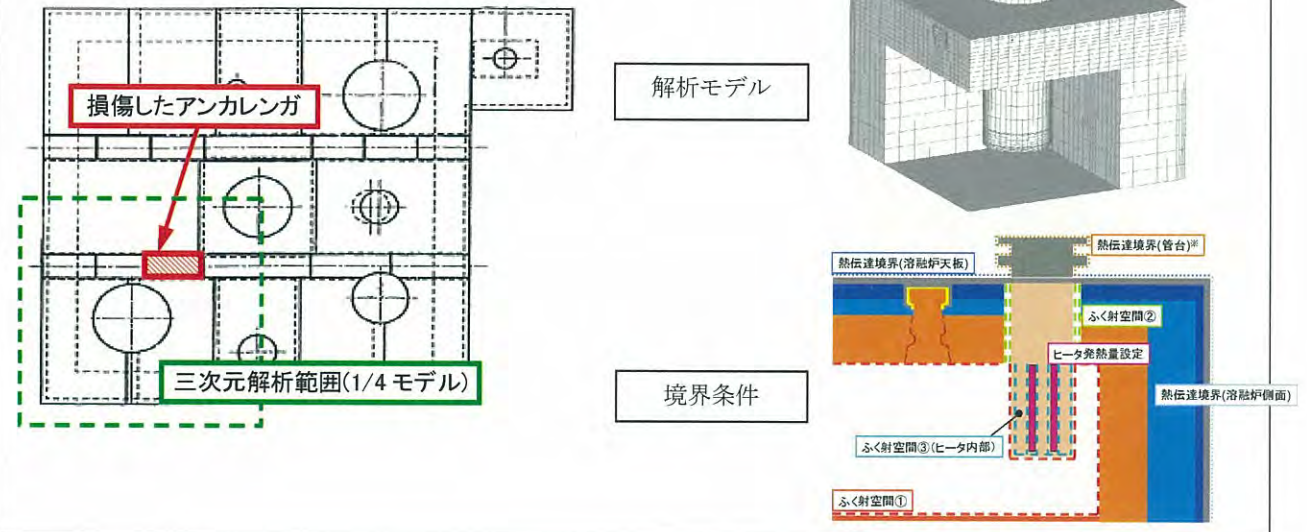 損傷したアンカレンガ
三次元解析範囲(1/4 モデル)
解析モデル
境界条件
熱伝達境界(管台)※
熱伝達境界(溶融炉天板)
ふく射空間②
ヒータ発熱量設定
熱伝達境界(溶融炉側面)
ふく射空間③(ヒータ内部)
ふく射空間①